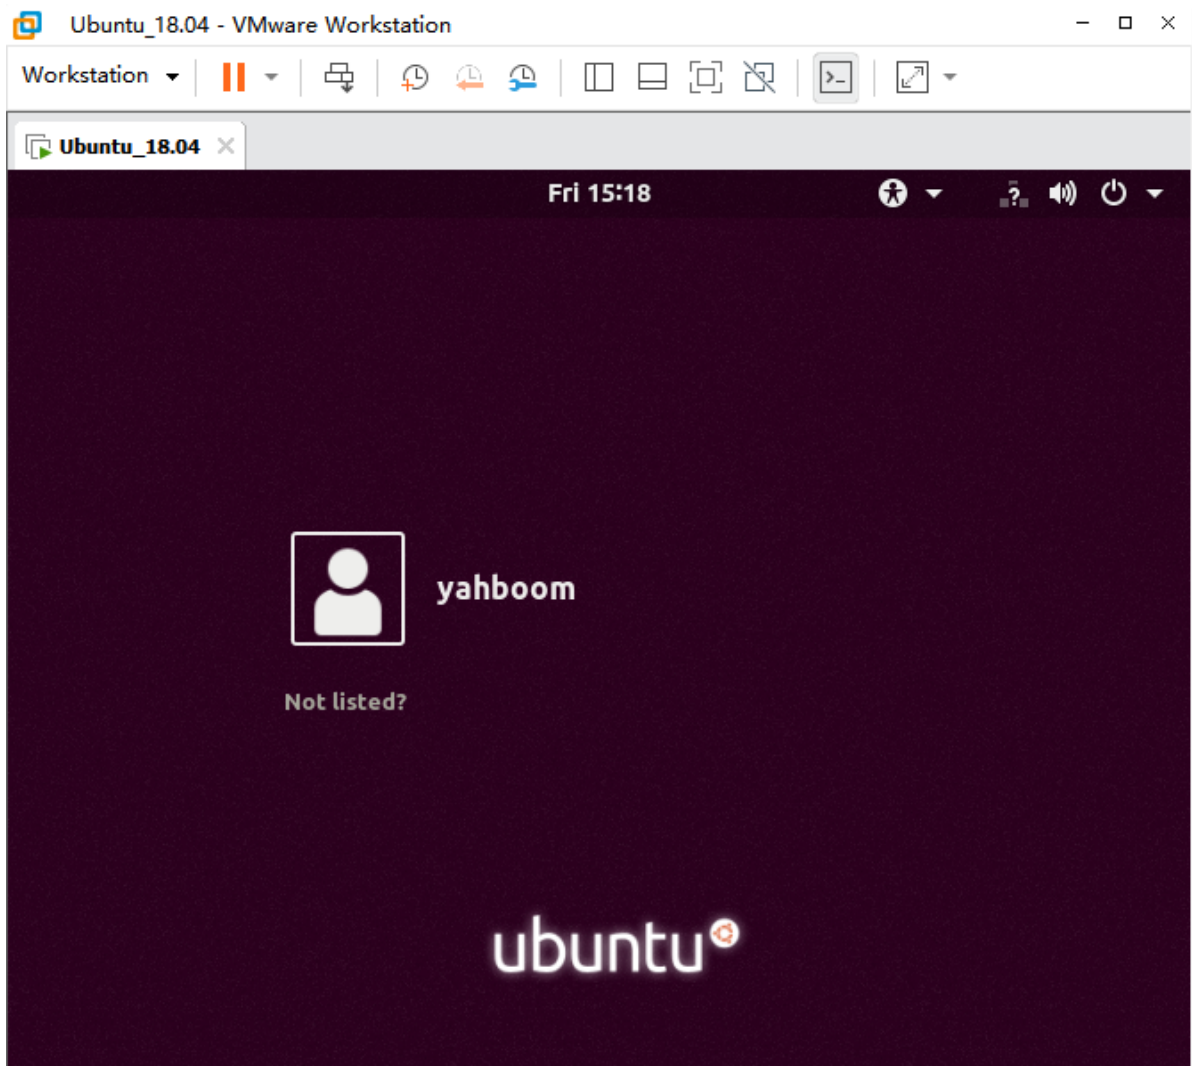 Ubuntu_18.04 - VMware Workstation
Workstation
Ubuntu_18.04
Fri 15:18
?
yahboom
Not listed?
ubuntu